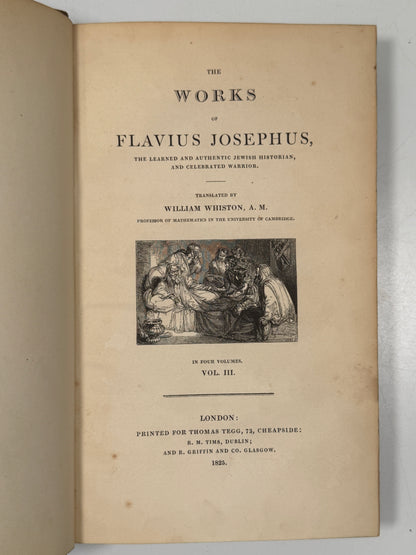 THE
WORKS
OF
FLAVIUS JOSEPHUS,
THE LEARNED AND AUTHENTIC JEWISH HISTORIAN,
AND CELEBRATED WARRIOR.
TRANSLATED BY
WILLIAM WHISTON, A. M.
PROFESSOR OF MATHEMATICS IN THE UNIVERSITY OF CAMBRIDGE.
IN FOUR VOLUMES.
VOL. III.
LONDON:
PRINTED FOR THOMAS TEGG, 73, CHEAPSIDE:
R. M. TIMS, DUBLIN;
AND R. GRIFFIN AND CO. GLASGOW.
1825.